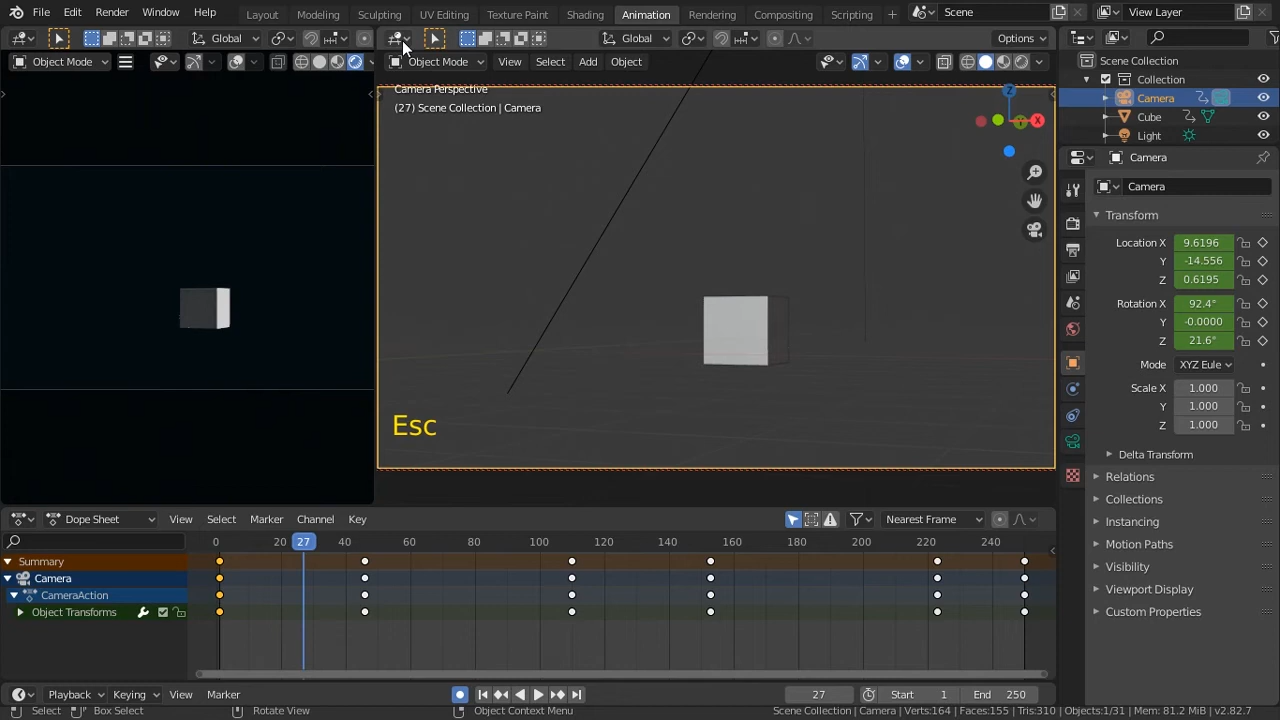 File Edit Render Window Help Layout Modeling Sculpting UV Editing Texture Paint Shading Animation Rendering Compositing Scripting + Scene View Layer
Global Global Options
Object Mode Object Mode View Select Add Object
Scene Collection
Collection
Camera
Cube
Light
Camera Perspective
(27) Scene Collection | Camera
Z
Y
X
Esc
Camera
Camera
Transform
Location X 9.6196
Y -14.556
Z 0.6195
Rotation X 92.4°
Y -0.0000
Z 21.6°
Mode XYZ Eule
Scale X 1.000
Y 1.000
Z 1.000
Delta Transform
Relations
Collections
Instancing
Motion Paths
Visibility
Viewport Display
Custom Properties
Dope Sheet View Select Marker Channel Key Nearest Frame
0 20 27 40 60 80 100 120 140 160 180 200 220 240
Summary
Camera
CameraAction
Object Transforms
Playback Keying View Marker 27 Start 1 End 250
Select Box Select Rotate View Object Context Menu Scene Collection | Camera | Verts:164 | Faces:155 | Tris:310 | Objects:1/31 | Mem: 81.2 MiB | v2.82.7